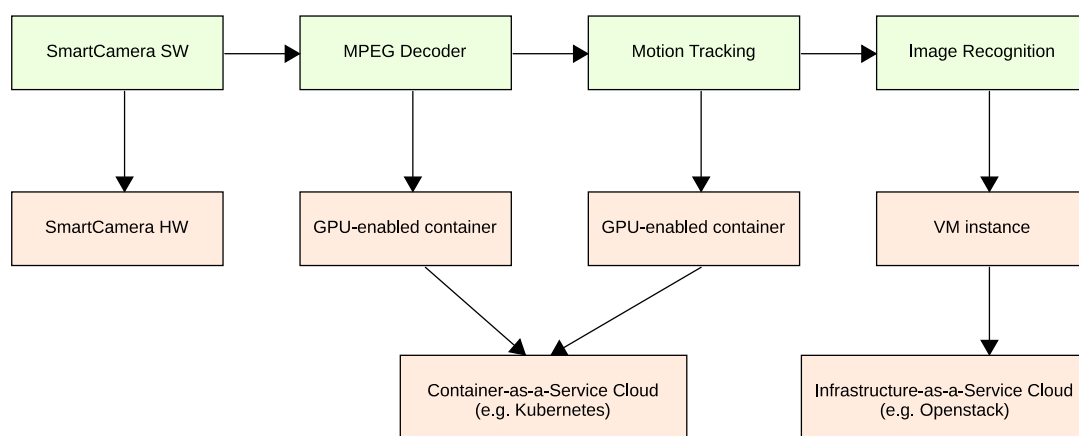 SmartCamera SW
MPEG Decoder
Motion Tracking
Image Recognition
SmartCamera HW
GPU-enabled container
GPU-enabled container
VM instance
Container-as-a-Service Cloud
(e.g. Kubernetes)
Infrastructure-as-a-Service Cloud
(e.g. Openstack)